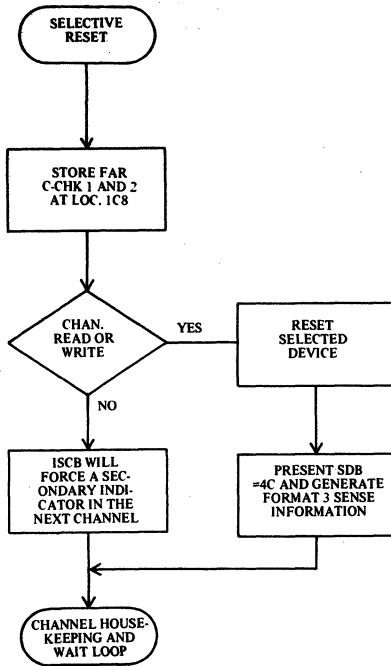 SELECTIVE
RESET
STORE FAR
C-CHK 1 AND 2
AT LOC. 1C8
CHAN.
READ OR
WRITE
YES
RESET
SELECTED
DEVICE
NO
ISCB WILL
FORCE A SEC-
ONDARY INDI-
CATOR IN THE
NEXT CHANNEL
PRESENT SDB
=4C AND GENERATE
FORMAT 3 SENSE
INFORMATION
CHANNEL HOUSE-
KEEPING AND
WAIT LOOP